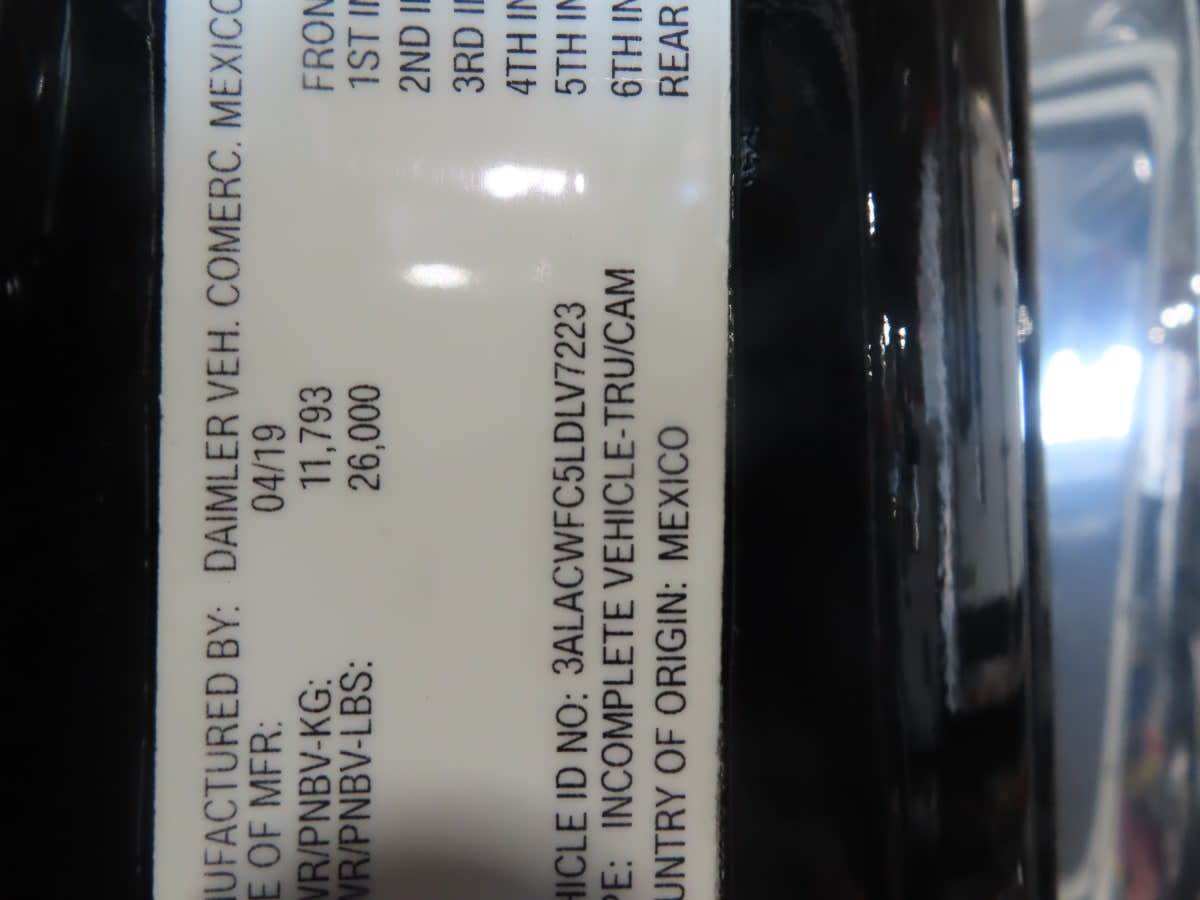 NUFACTURED BY: DAIMLER VEH. COMERC. MEXICO
E OF MFR: 04/19
VR/PNBV-KG: 11,793
VR/PNBV-LBS: 26,000
HICLE ID NO: 3ALACWFC5LDLV7223
PE: INCOMPLETE VEHICLE-TRU/CAM
UNTRY OF ORIGIN: MEXICO
FRON
1ST IN
2ND I
3RD I
4TH IN
5TH IN
6TH IN
REAR